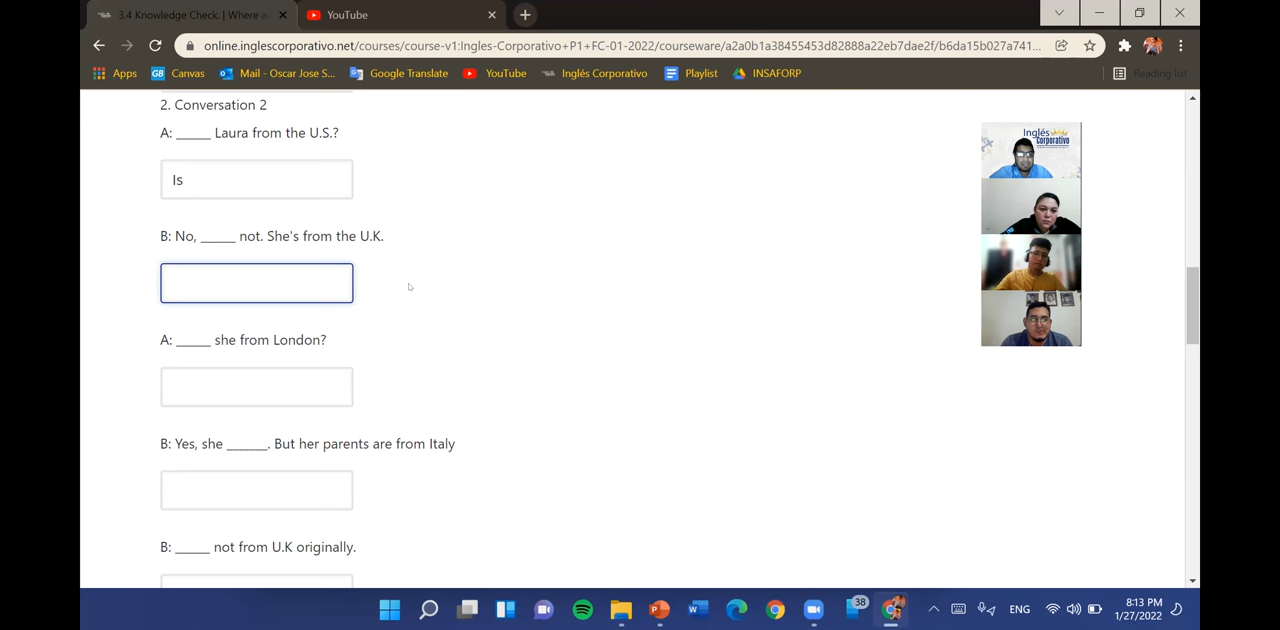 3.4 Knowledge Check. | Where a
YouTube
online.inglescorporativo.net/courses/course-v1:Ingles-Corporativo+P1+FC-01-2022/courseware/a2a0b1a38455453d82888a22eb7dae2f/b6da15b027a741...
Apps
Canvas
Mail - Oscar Jose S...
Google Translate
YouTube
Inglés Corporativo
Playlist
INSAFORP
Reading list
2. Conversation 2
A: _____ Laura from the U.S.?
Is
B: No, _____ not. She's from the U.K.
A: _____ she from London?
B: Yes, she ______. But her parents are from Italy
B: _____ not from U.K originally.
Inglés
Corporativo
38
ENG
8:13 PM
1/27/2022